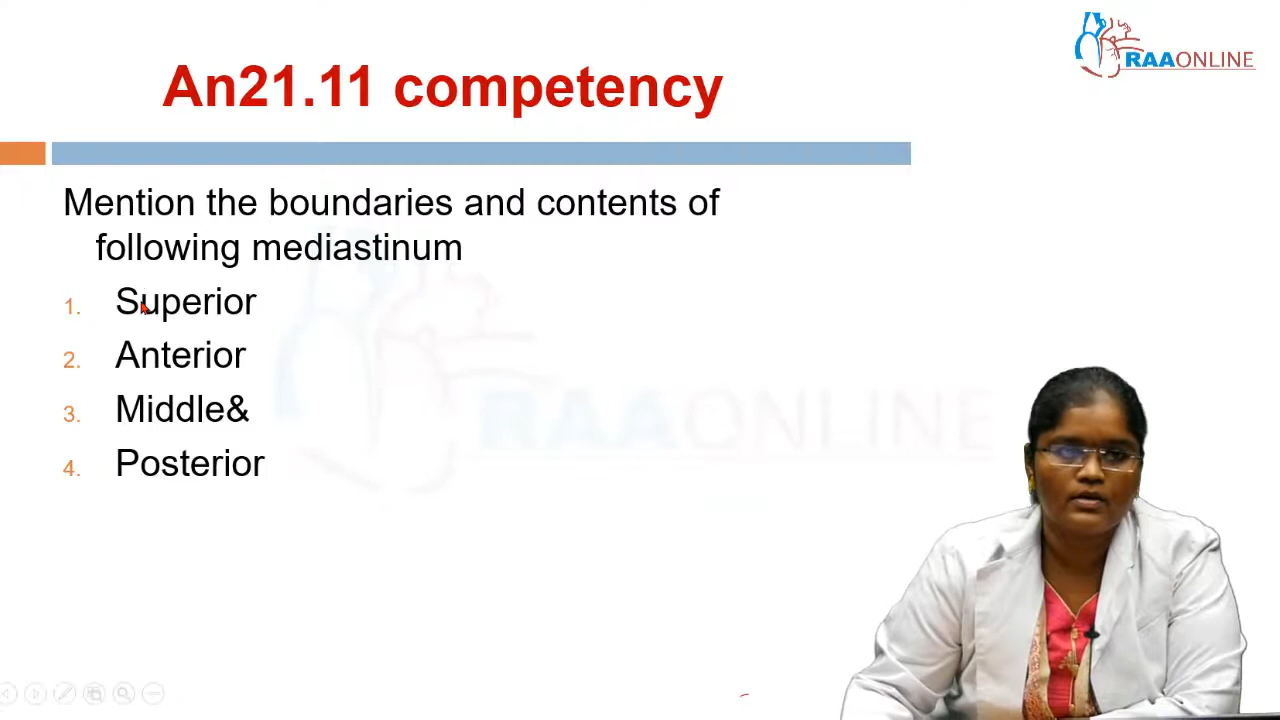 RAAONLINE
An21.11 competency
Mention the boundaries and contents of
following mediastinum
1. Superior
2. Anterior
3. Middle&
4. Posterior
RAAONLINE